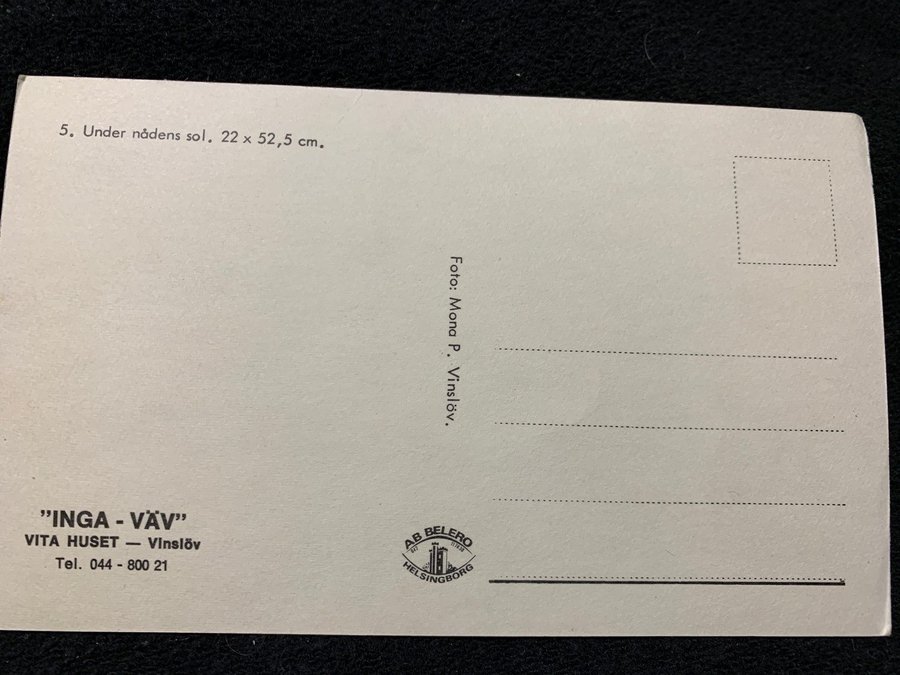 5. Under nådens sol. 22 x 52,5 cm.
Foto: Mona P. Vinslöv.
"INGA - VÄV"
VITA HUSET — Vinslöv
Tel. 044 - 800 21
AB BELERO
HELSINGBORG